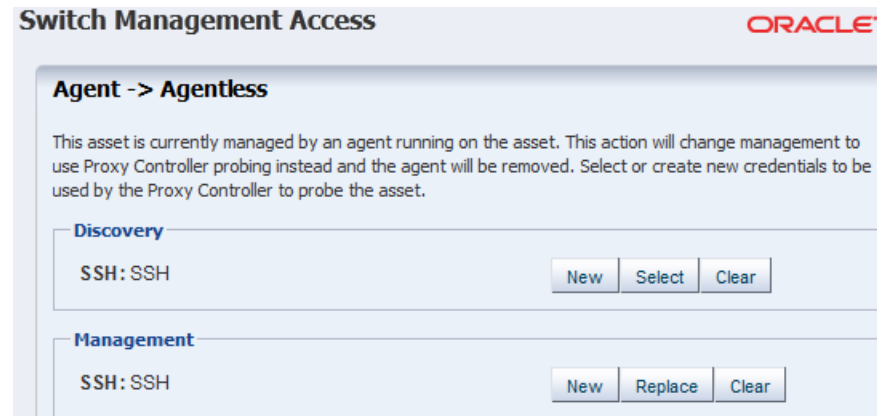 Switch Management Access
ORACLE
Agent -> Agentless
This asset is currently managed by an agent running on the asset. This action will change management to
use Proxy Controller probing instead and the agent will be removed. Select or create new credentials to be
used by the Proxy Controller to probe the asset.
Discovery
SSH: SSH
New Select Clear
Management
SSH: SSH
New Replace Clear